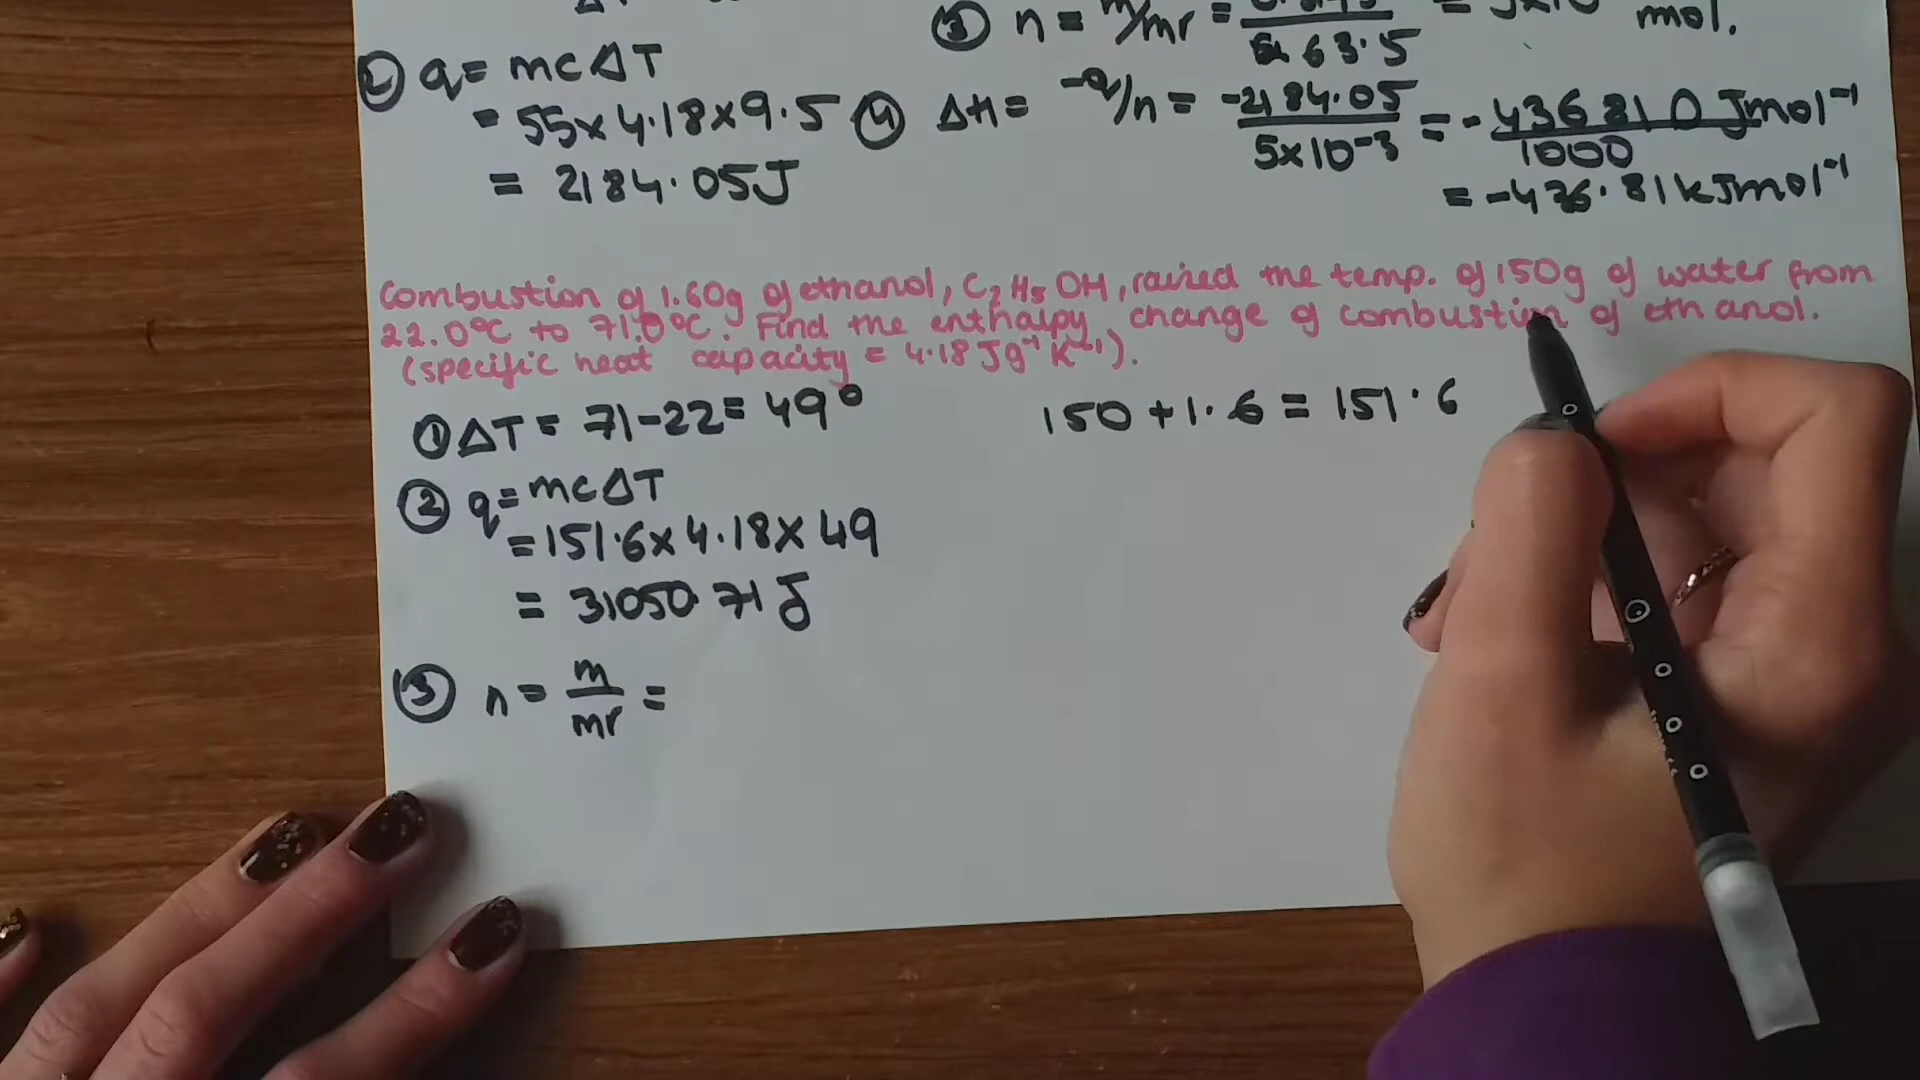 ② q = mcΔT
= 55 x 4.18 x 9.5
= 2184.05J
③ n = m/mr = 63.5 mol.
④ ΔH = -q/n = -2184.05 / 5x10⁻³ = -436810 Jmol⁻¹ / 1000
= -436.81 kJmol⁻¹
Combustion of 1.60g of ethanol, C₂H₅OH, raised the temp. of 150g of water from
22.0°C to 71.0°C. Find the enthalpy change of combustion of ethanol.
(specific heat capacity = 4.18 Jg⁻¹K⁻¹).
① ΔT = 71-22 = 49°
150 + 1.6 = 151.6
② q = mcΔT
= 151.6 x 4.18 x 49
= 31050.71 J
③ n = m/mr =